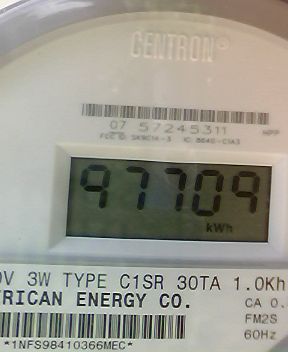 CENTRON®
07 57245311
97709
kWh
0V 3W TYPE C1SR 30TA 1.0Kh
ERICAN ENERGY CO.
CA 0.
FM2S
60Hz
*1NFS98410366MEC*